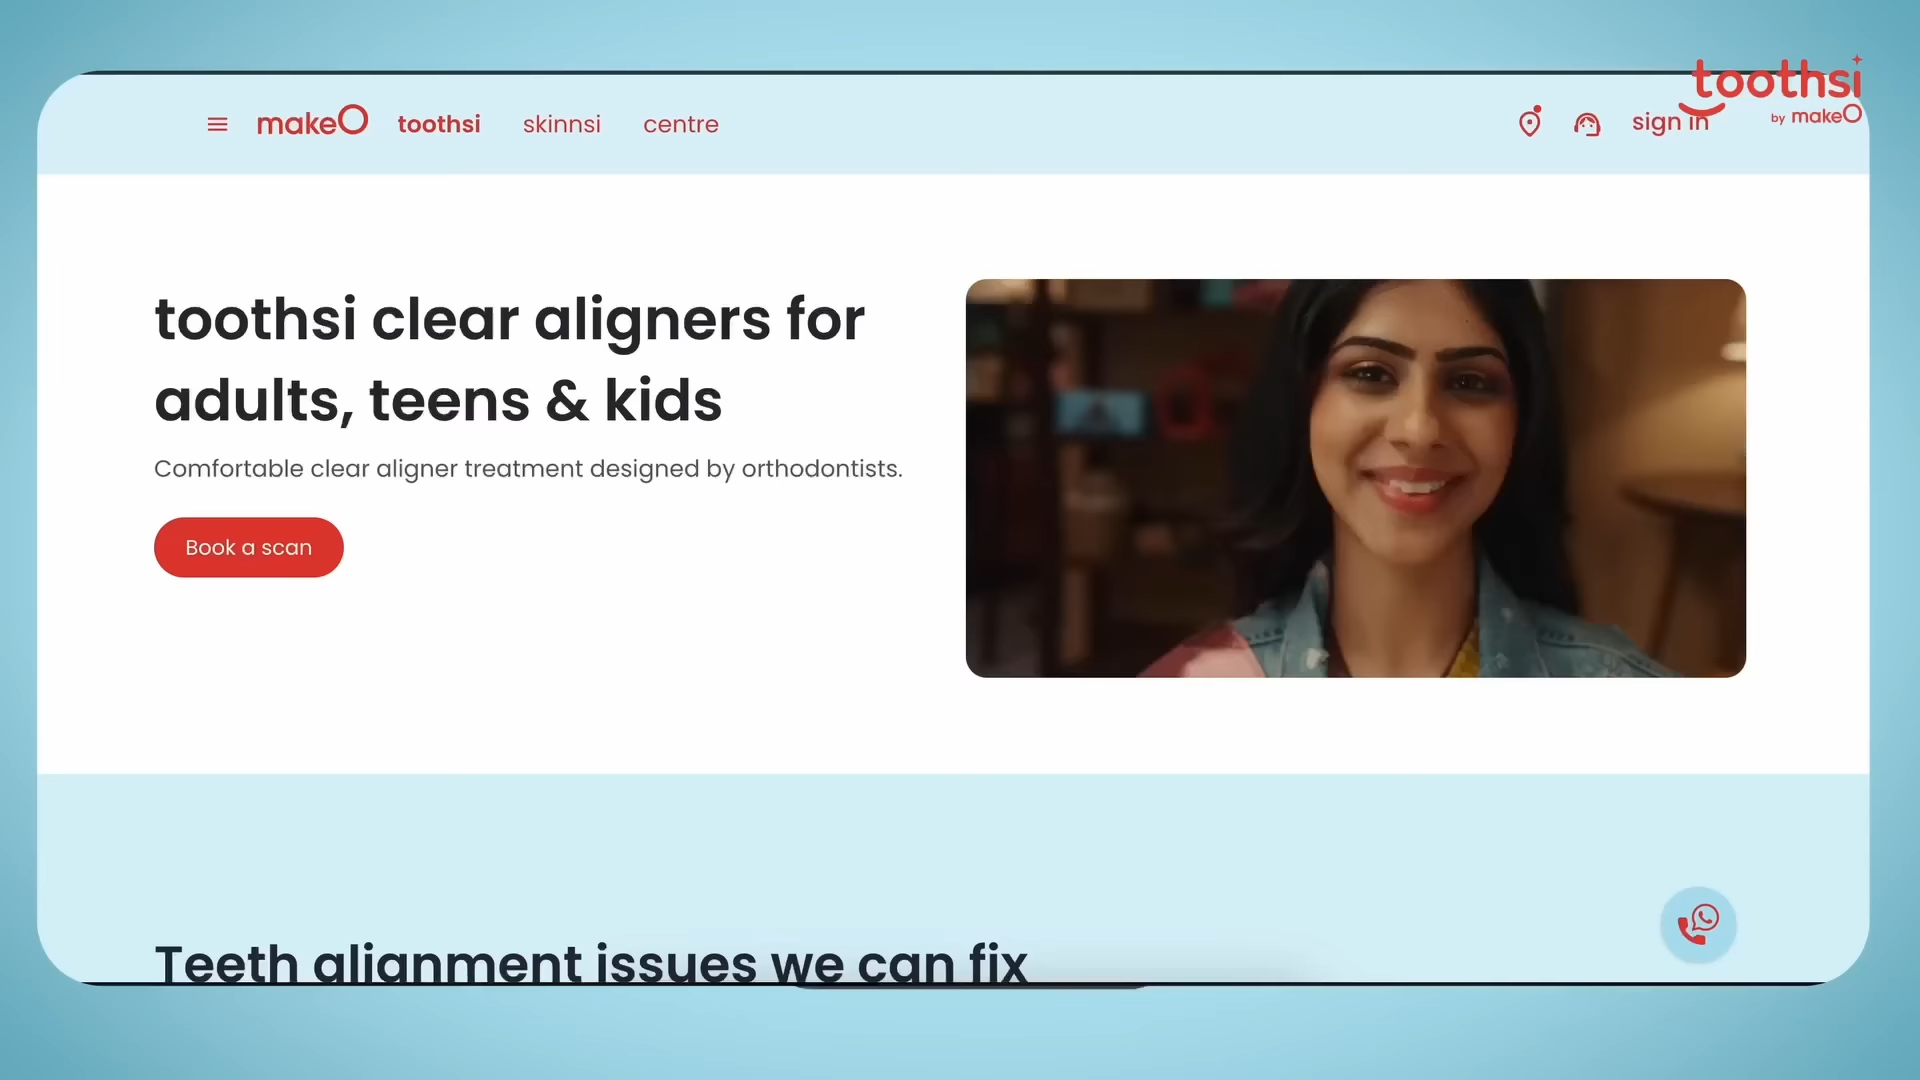 toothsi
by makeO
makeO toothsi skinnsi centre sign in
toothsi clear aligners for
adults, teens & kids
Comfortable clear aligner treatment designed by orthodontists.
Book a scan
Teeth alignment issues we can fix